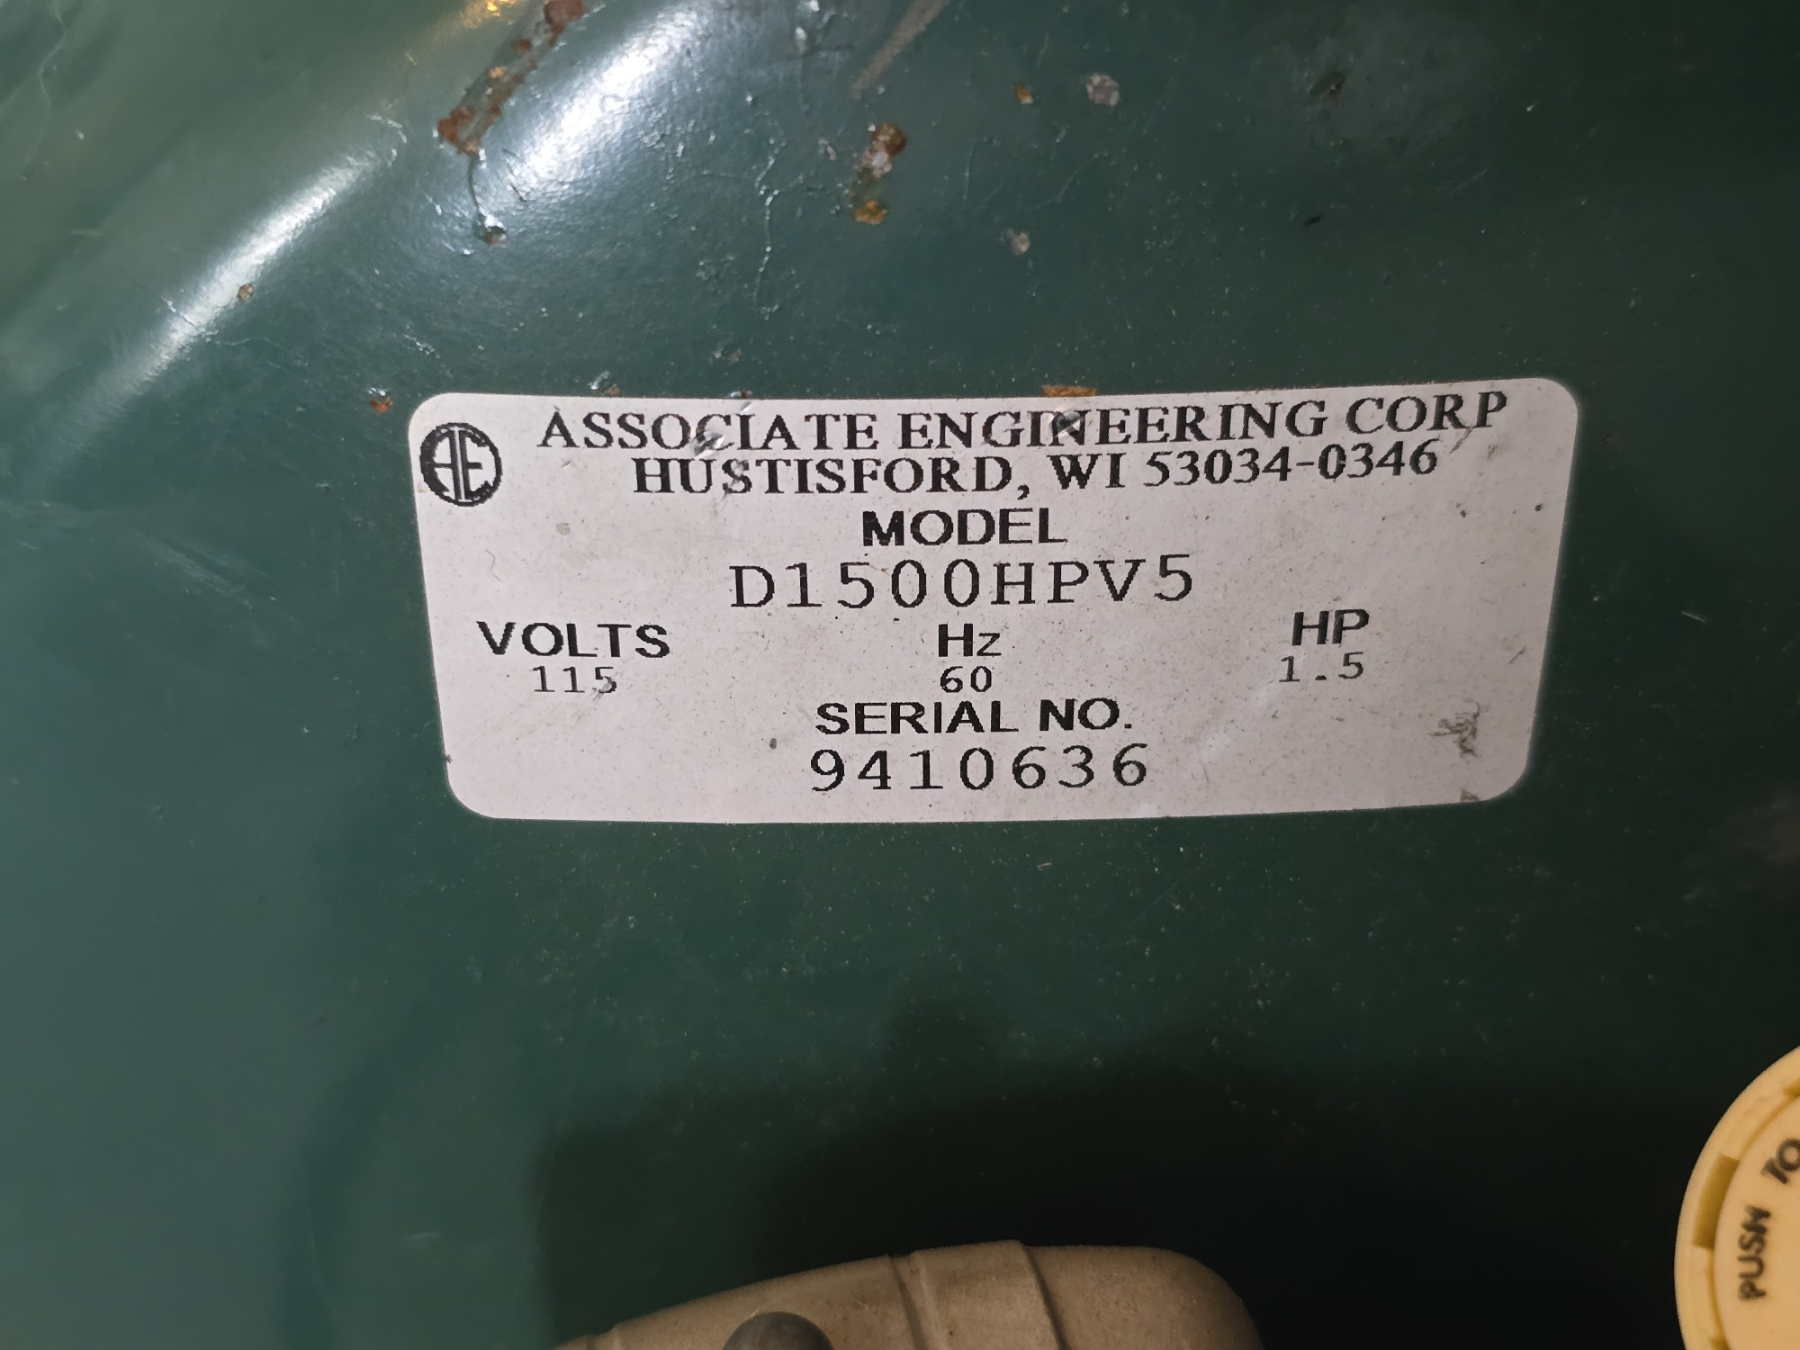 AE
ASSOCIATE ENGINEERING CORP
HUSTISFORD, WI 53034-0346
MODEL
D1500HPV5
VOLTS Hz HP
115 60 1.5
SERIAL NO.
9410636
PUSH TO